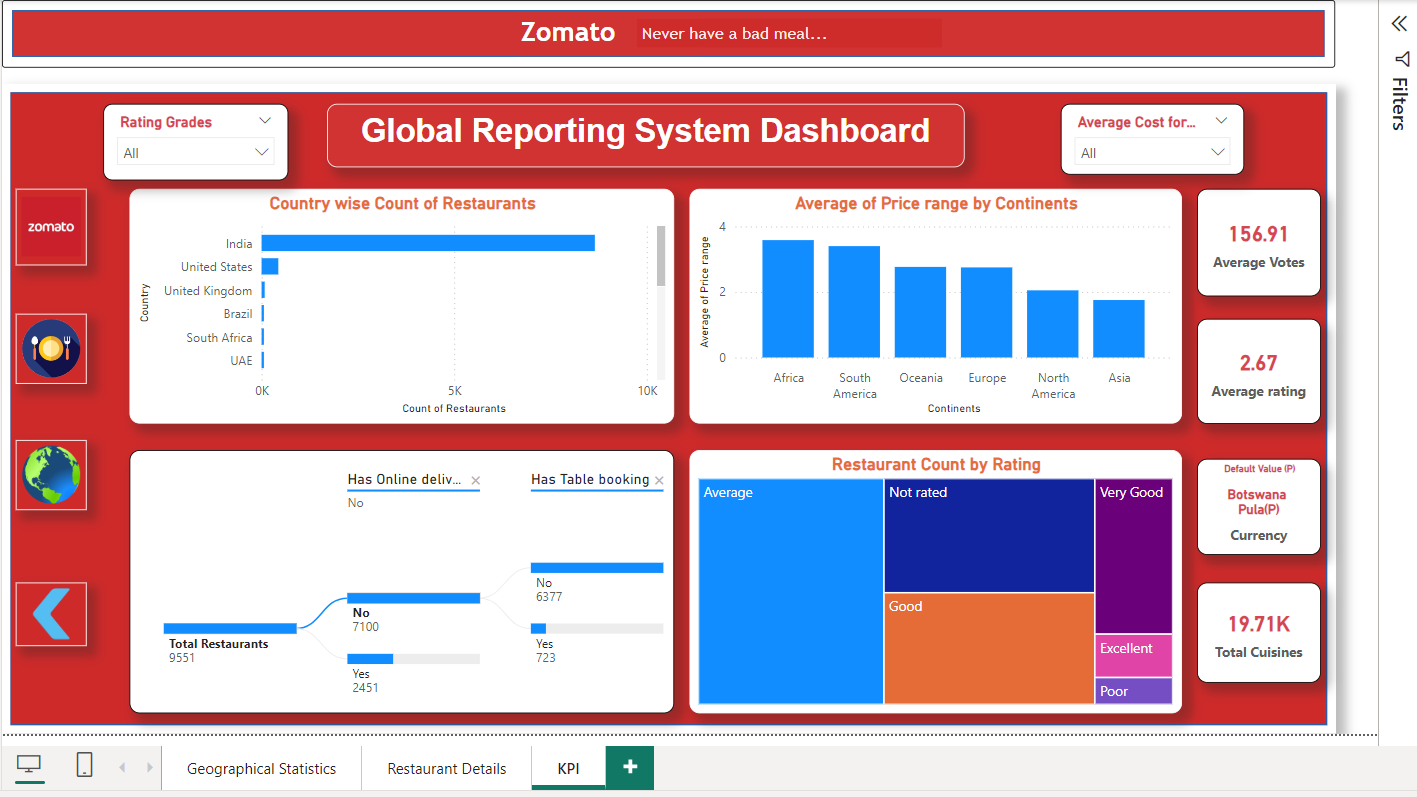 Zomato
Never have a bad meal...
Filters
Rating Grades
All
Global Reporting System Dashboard
Average Cost for...
All
zomato
Country wise Count of Restaurants
Country
India
United States
United Kingdom
Brazil
South Africa
UAE
0K
5K
10K
Count of Restaurants
Average of Price range by Continents
Average of Price range
4
2
0
Africa
South
America
Oceania
Europe
North
America
Asia
Continents
156.91
Average Votes
2.67
Average rating
Has Online deliv...
No
Has Table booking
Total Restaurants
9551
No
7100
Yes
2451
No
6377
Yes
723
Restaurant Count by Rating
Average
Not rated
Good
Very Good
Excellent
Poor
Default Value (P)
Botswana
Pula(P)
Currency
19.71K
Total Cuisines
Geographical Statistics
Restaurant Details
KPI